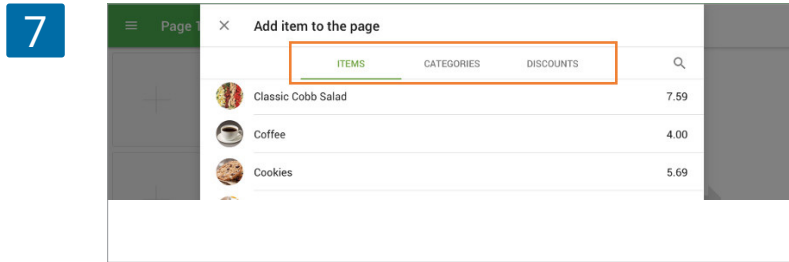 7
Page 1
Add item to the page
ITEMS CATEGORIES DISCOUNTS
Classic Cobb Salad 7.59
Coffee 4.00
Cookies 5.69